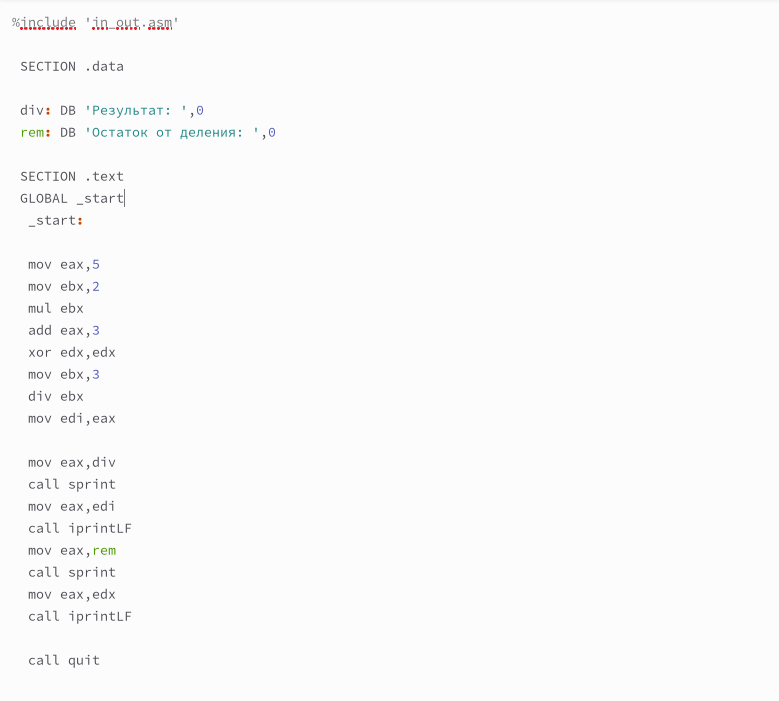 %include 'in_out.asm'
SECTION .data
div: DB 'Результат: ',0
rem: DB 'Остаток от деления: ',0
SECTION .text
GLOBAL _start
_start:
mov eax,5
mov ebx,2
mul ebx
add eax,3
xor edx,edx
mov ebx,3
div ebx
mov edi,eax
mov eax,div
call sprint
mov eax,edi
call iprintLF
mov eax,rem
call sprint
mov eax,edx
call iprintLF
call quit